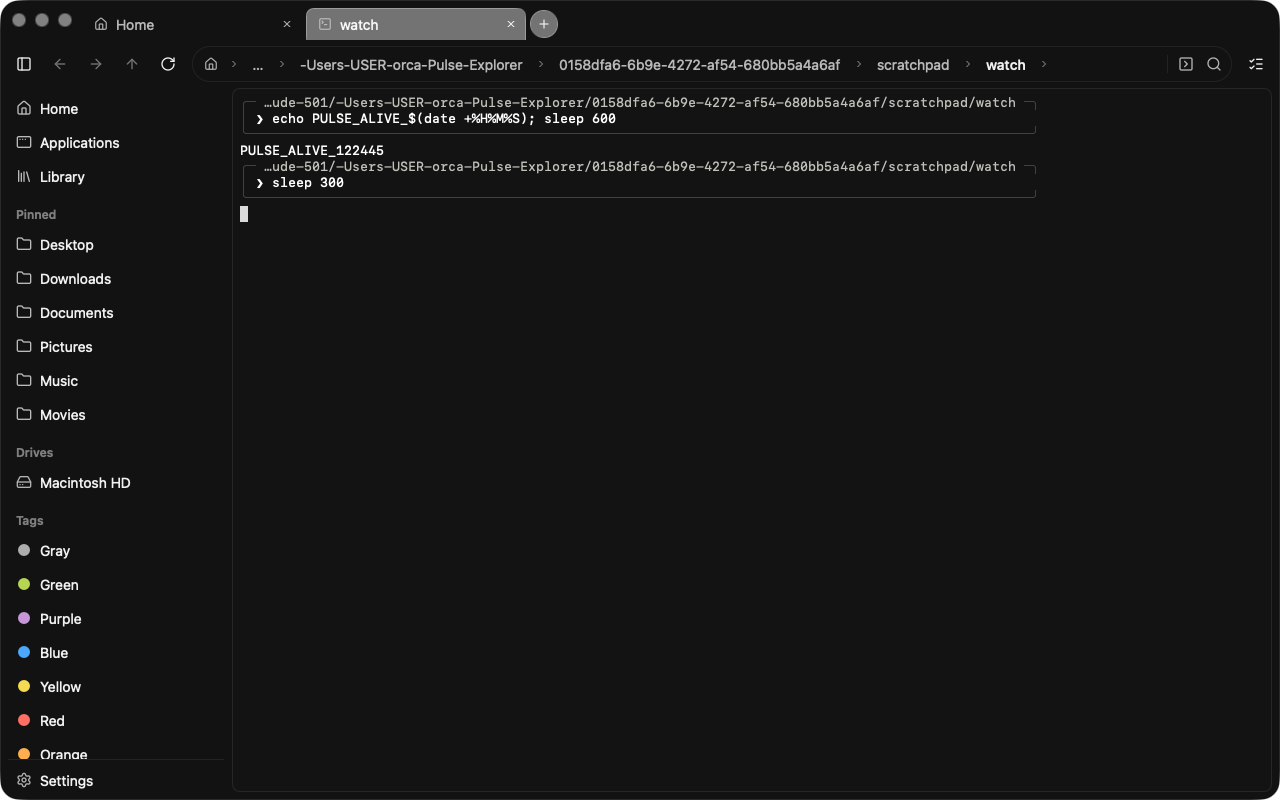 Home
watch
...
-Users-USER-orca-Pulse-Explorer
0158dfa6-6b9e-4272-af54-680bb5a4a6af
scratchpad
watch
Home
Applications
Library
Pinned
Desktop
Downloads
Documents
Pictures
Music
Movies
Drives
Macintosh HD
Tags
Gray
Green
Purple
Blue
Yellow
Red
Orange
Settings
…ude-501/-Users-USER-orca-Pulse-Explorer/0158dfa6-6b9e-4272-af54-680bb5a4a6af/scratchpad/watch
❯ echo PULSE_ALIVE_$(date +%H%M%S); sleep 600
PULSE_ALIVE_122445
…ude-501/-Users-USER-orca-Pulse-Explorer/0158dfa6-6b9e-4272-af54-680bb5a4a6af/scratchpad/watch
❯ sleep 300